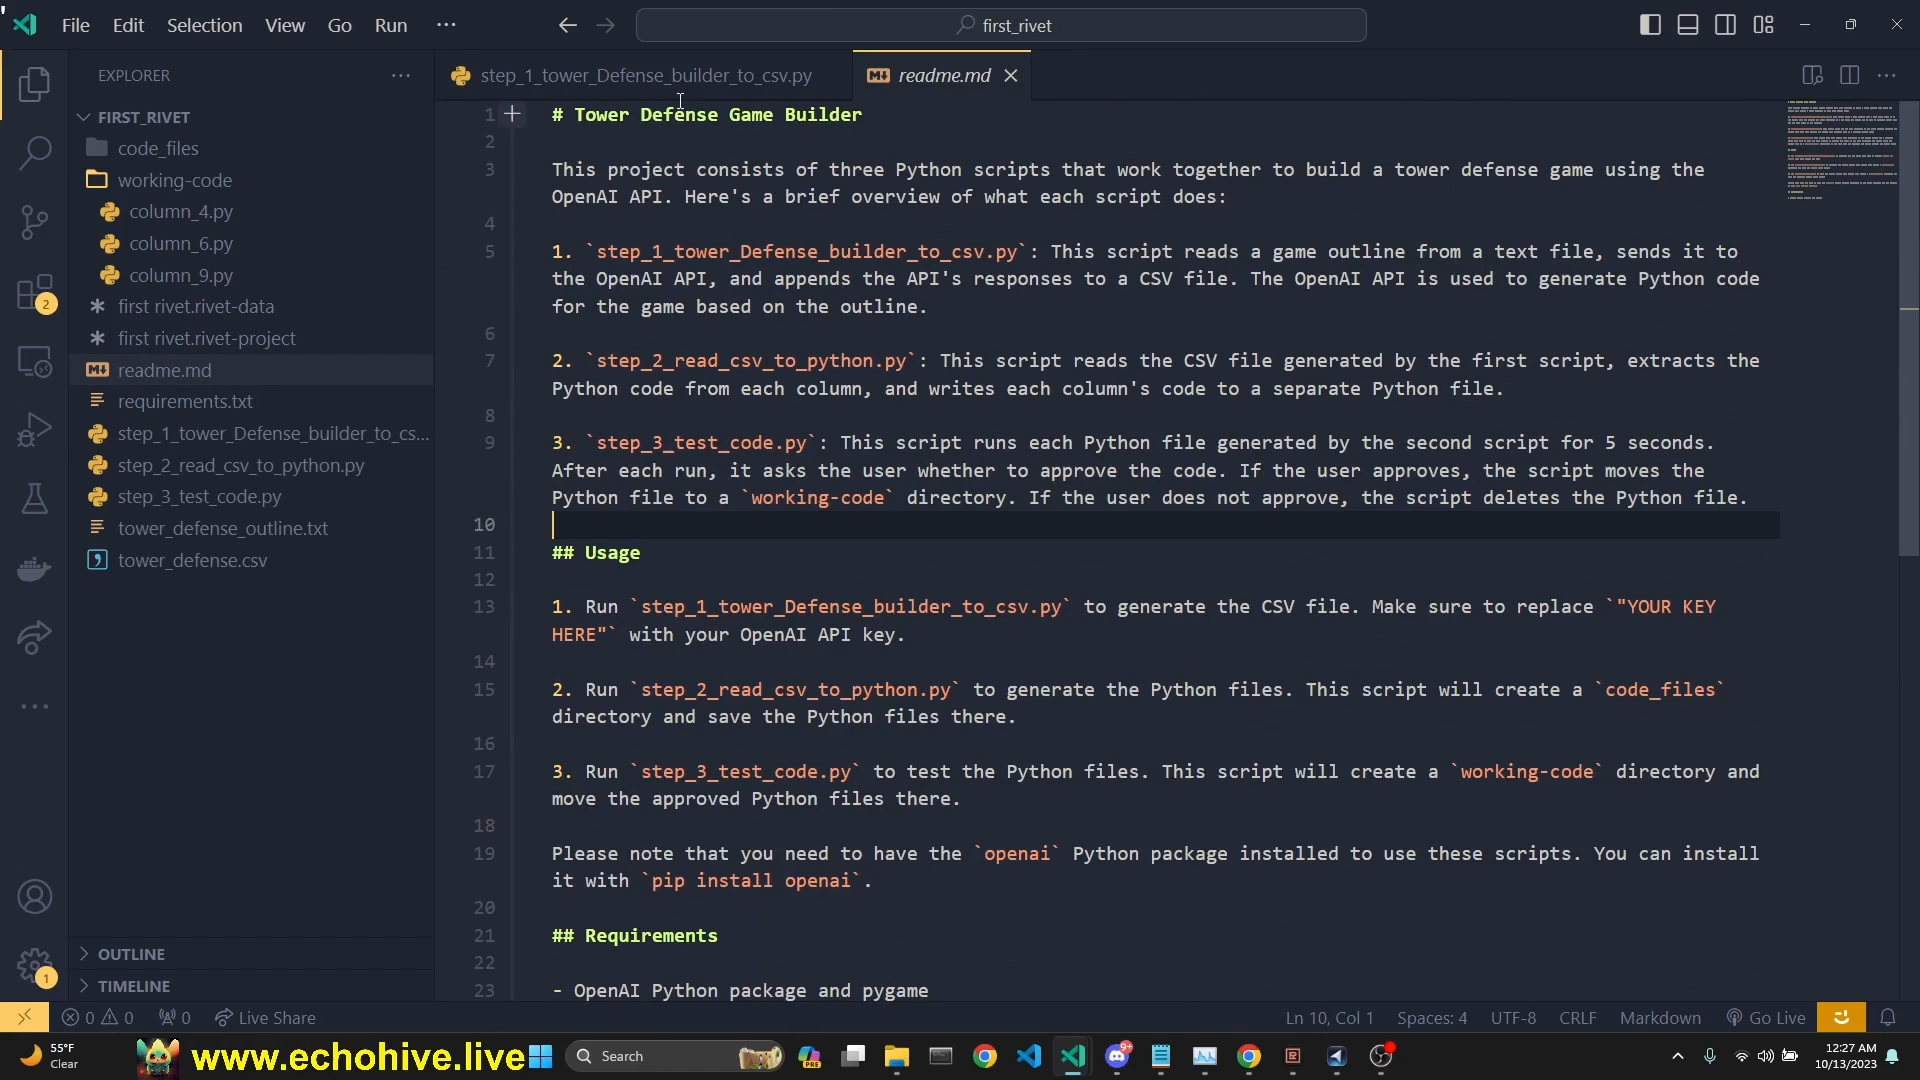 File Edit Selection View Go Run ···
first_rivet
EXPLORER
FIRST_RIVET
code_files
working-code
column_4.py
column_6.py
column_9.py
first rivet.rivet-data
first rivet.rivet-project
readme.md
requirements.txt
step_1_tower_Defense_builder_to_cs...
step_2_read_csv_to_python.py
step_3_test_code.py
tower_defense_outline.txt
tower_defense.csv
OUTLINE
TIMELINE
2
1
step_1_tower_Defense_builder_to_csv.py
readme.md
1 # Tower Defense Game Builder
2
3 This project consists of three Python scripts that work together to build a tower defense game using the
OpenAI API. Here's a brief overview of what each script does:
4
5 1. `step_1_tower_Defense_builder_to_csv.py`: This script reads a game outline from a text file, sends it to
the OpenAI API, and appends the API's responses to a CSV file. The OpenAI API is used to generate Python code
for the game based on the outline.
6
7 2. `step_2_read_csv_to_python.py`: This script reads the CSV file generated by the first script, extracts the
Python code from each column, and writes each column's code to a separate Python file.
8
9 3. `step_3_test_code.py`: This script runs each Python file generated by the second script for 5 seconds.
After each run, it asks the user whether to approve the code. If the user approves, the script moves the
Python file to a `working-code` directory. If the user does not approve, the script deletes the Python file.
10
11 ## Usage
12
13 1. Run `step_1_tower_Defense_builder_to_csv.py` to generate the CSV file. Make sure to replace `"YOUR KEY
HERE"` with your OpenAI API key.
14
15 2. Run `step_2_read_csv_to_python.py` to generate the Python files. This script will create a `code_files`
directory and save the Python files there.
16
17 3. Run `step_3_test_code.py` to test the Python files. This script will create a `working-code` directory and
move the approved Python files there.
18
19 Please note that you need to have the `openai` Python package installed to use these scripts. You can install
it with `pip install openai`.
20
21 ## Requirements
22
23 - OpenAI Python package and pygame
0 0 0 Live Share
Ln 10, Col 1 Spaces: 4 UTF-8 CRLF Markdown Go Live
55°F
Clear
www.echohive.live
Search
PRE
9+
12:27 AM
10/13/2023